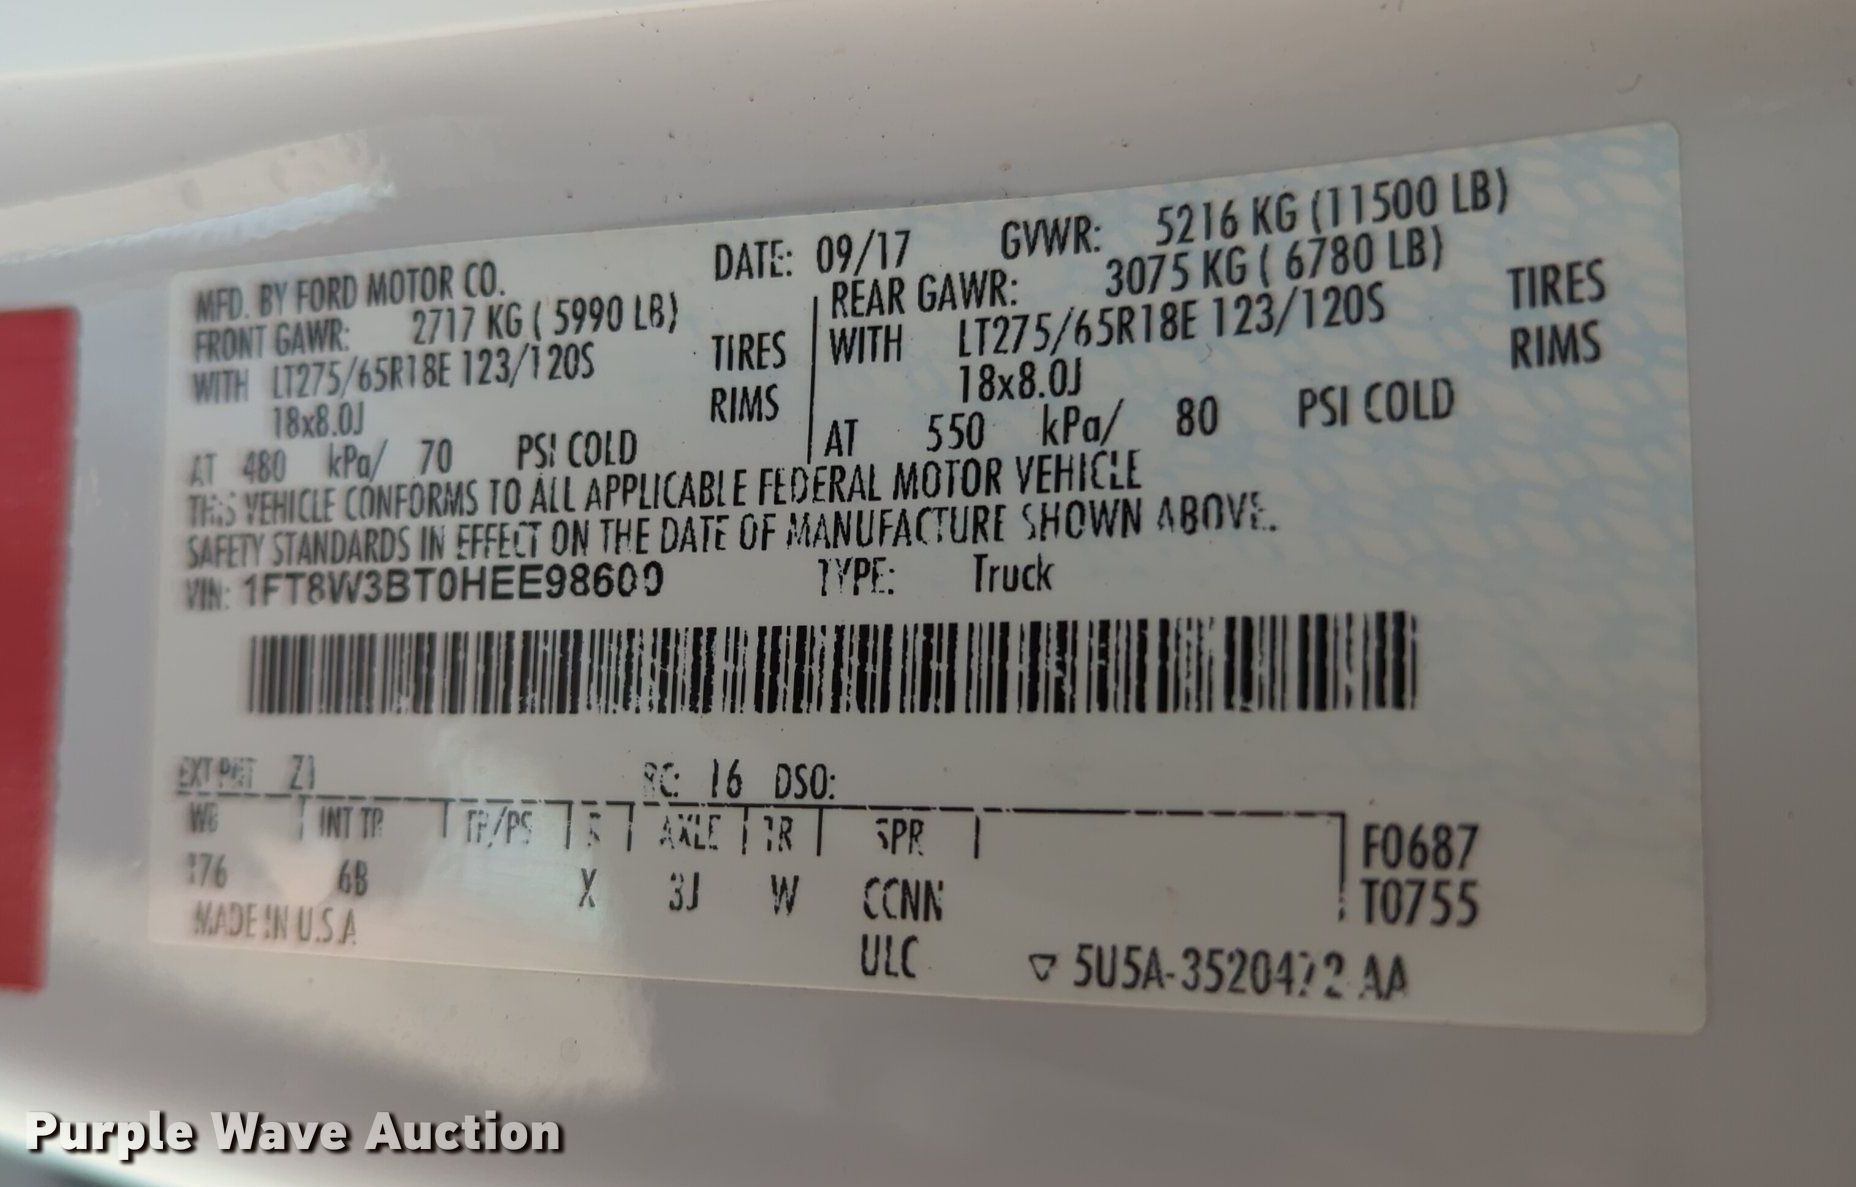 MFD. BY FORD MOTOR CO. DATE: 09/17 GVWR: 5216 KG (11500 LB)
FRONT GAWR: 2717 KG ( 5990 LB) REAR GAWR: 3075 KG ( 6780 LB)
WITH LT275/65R18E 123/120S TIRES WITH LT275/65R18E 123/120S TIRES
18x8.0J RIMS 18x8.0J RIMS
AT 480 kPa/ 70 PSI COLD AT 550 kPa/ 80 PSI COLD
THIS VEHICLE CONFORMS TO ALL APPLICABLE FEDERAL MOTOR VEHICLE
SAFETY STANDARDS IN EFFECT ON THE DATE OF MANUFACTURE SHOWN ABOVE.
VIN: 1FT8W3BT0HEE98600 TYPE: Truck
EXT PNT Z1 RC: 16 DSO:
WB INT TR TP/PS R AXLE TR SPR F0687
176 6B X 3J W CCNN T0755
MADE IN U.S.A
ULC ▽ 5U5A-3520472-AA
Purple Wave Auction